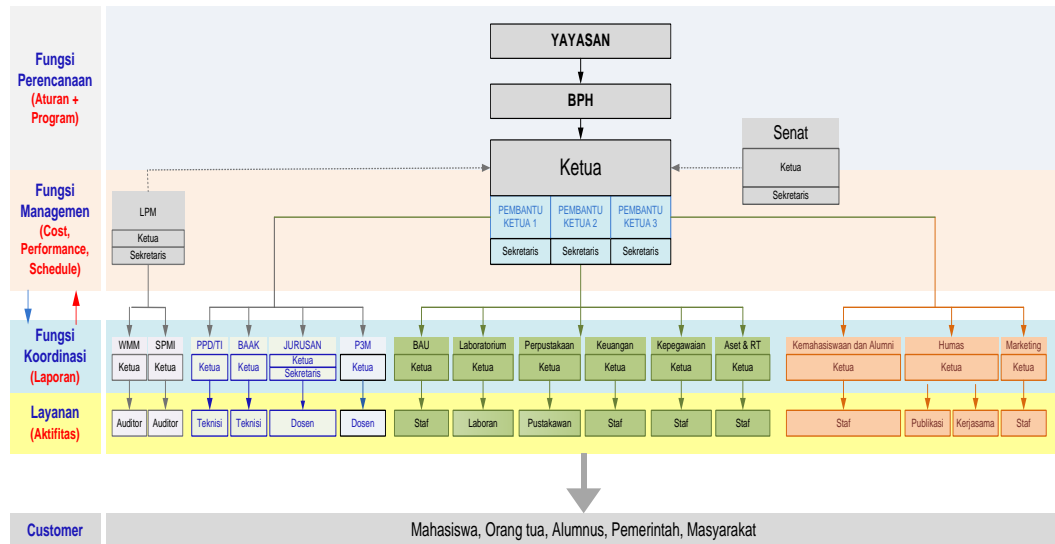 Fungsi
Perencanaan
(Aturan +
Program)
YAYASAN
BPH
Ketua
Senat
Ketua
Sekretaris
Fungsi
Managemen
(Cost,
Performance,
Schedule)
LPM
Ketua
Sekretaris
PEMBANTU
KETUA 1
PEMBANTU
KETUA 2
PEMBANTU
KETUA 3
Sekretaris
Sekretaris
Sekretaris
Fungsi
Koordinasi
(Laporan)
WMM
Ketua
SPMI
Ketua
PPD/TI
Ketua
BAAK
Ketua
JURUSAN
Ketua
Sekretaris
P3M
Ketua
BAU
Ketua
Laboratorium
Ketua
Perpustakaan
Ketua
Keuangan
Ketua
Kepegawaian
Ketua
Aset & RT
Ketua
Kemahasiswaan dan Alumni
Ketua
Humas
Ketua
Marketing
Ketua
Layanan
(Aktifitas)
Auditor
Auditor
Teknisi
Teknisi
Dosen
Dosen
Staf
Laboran
Pustakawan
Staf
Staf
Staf
Staf
Publikasi
Kerjasama
Staf
Customer
Mahasiswa, Orang tua, Alumnus, Pemerintah, Masyarakat